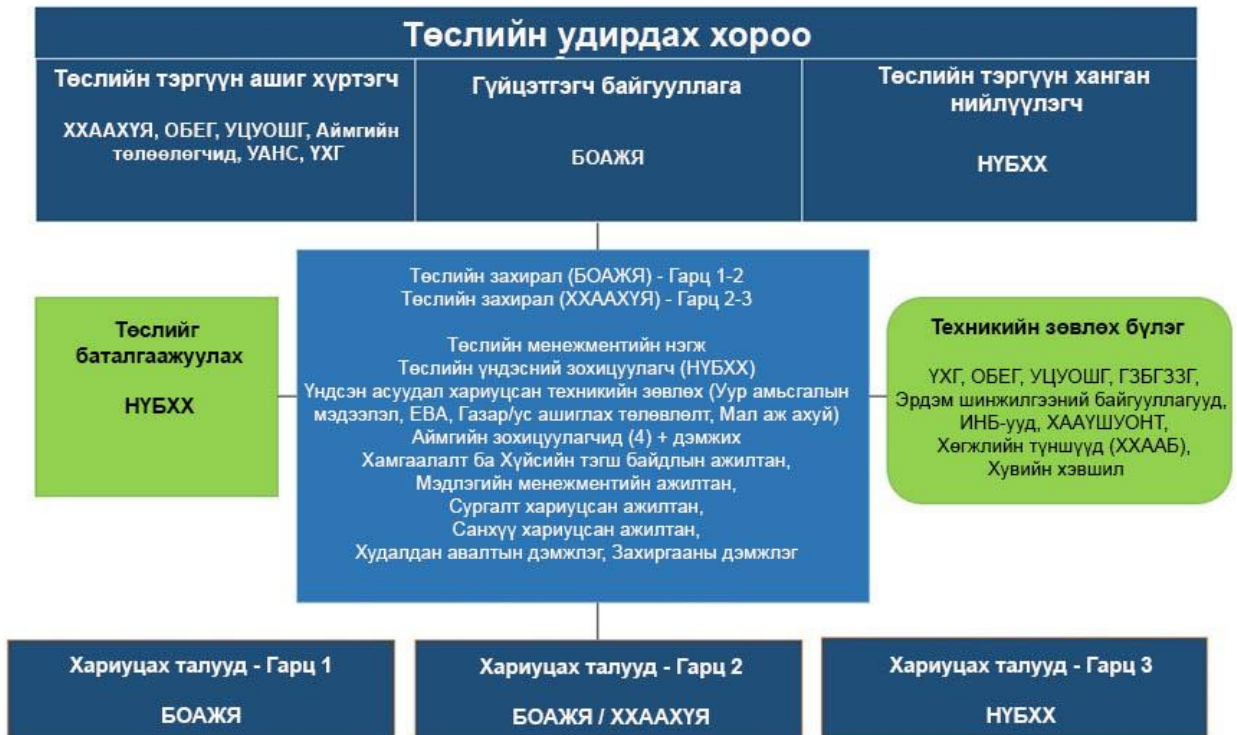 Төслийн удирдах хороо
Төслийн тэргүүн ашиг хүртэгч
ХХААХҮЯ, ОБЕГ, УЦУОШГ, Аймгийн
төлөөлөгчид, УАНС, ҮХГ
Гүйцэтгэгч байгууллага
БОАЖЯ
Төслийн тэргүүн ханган
нийлүүлэгч
НҮБХХ
Төслийг
баталгаажуулах
НҮБХХ
Төслийн захирал (БОАЖЯ) - Гарц 1-2
Төслийн захирал (ХХААХҮЯ) - Гарц 2-3
Төслийн менежментийн нэгж
Төслийн үндэсний зохицуулагч (НҮБХХ)
Үндсэн асуудал хариуцсан техникийн зөвлөх (Уур амьсгалын
мэдээлэл, ЕВА, Газар/ус ашиглах төлөвлөлт, Мал аж ахуй)
Аймгийн зохицуулагчид (4) + дэмжих
Хамгаалалт ба Хүйсийн тэгш байдлын ажилтан,
Мэдлэгийн менежментийн ажилтан,
Сургалт хариуцсан ажилтан,
Санхүү хариуцсан ажилтан,
Худалдан авалтын дэмжлэг, Захиргааны дэмжлэг
Техникийн зөвлөх бүлэг
ҮХГ, ОБЕГ, УЦУОШГ, ГЗБГЗЗГ,
Эрдэм шинжилгээний байгууллагууд,
ИНБ-ууд, ХААҮШУОНТ,
Хөгжлийн түншүүд (ХХААБ),
Хувийн хэвшил
Хариуцах талууд - Гарц 1
БОАЖЯ
Хариуцах талууд - Гарц 2
БОАЖЯ / ХХААХҮЯ
Хариуцах талууд - Гарц 3
НҮБХХ